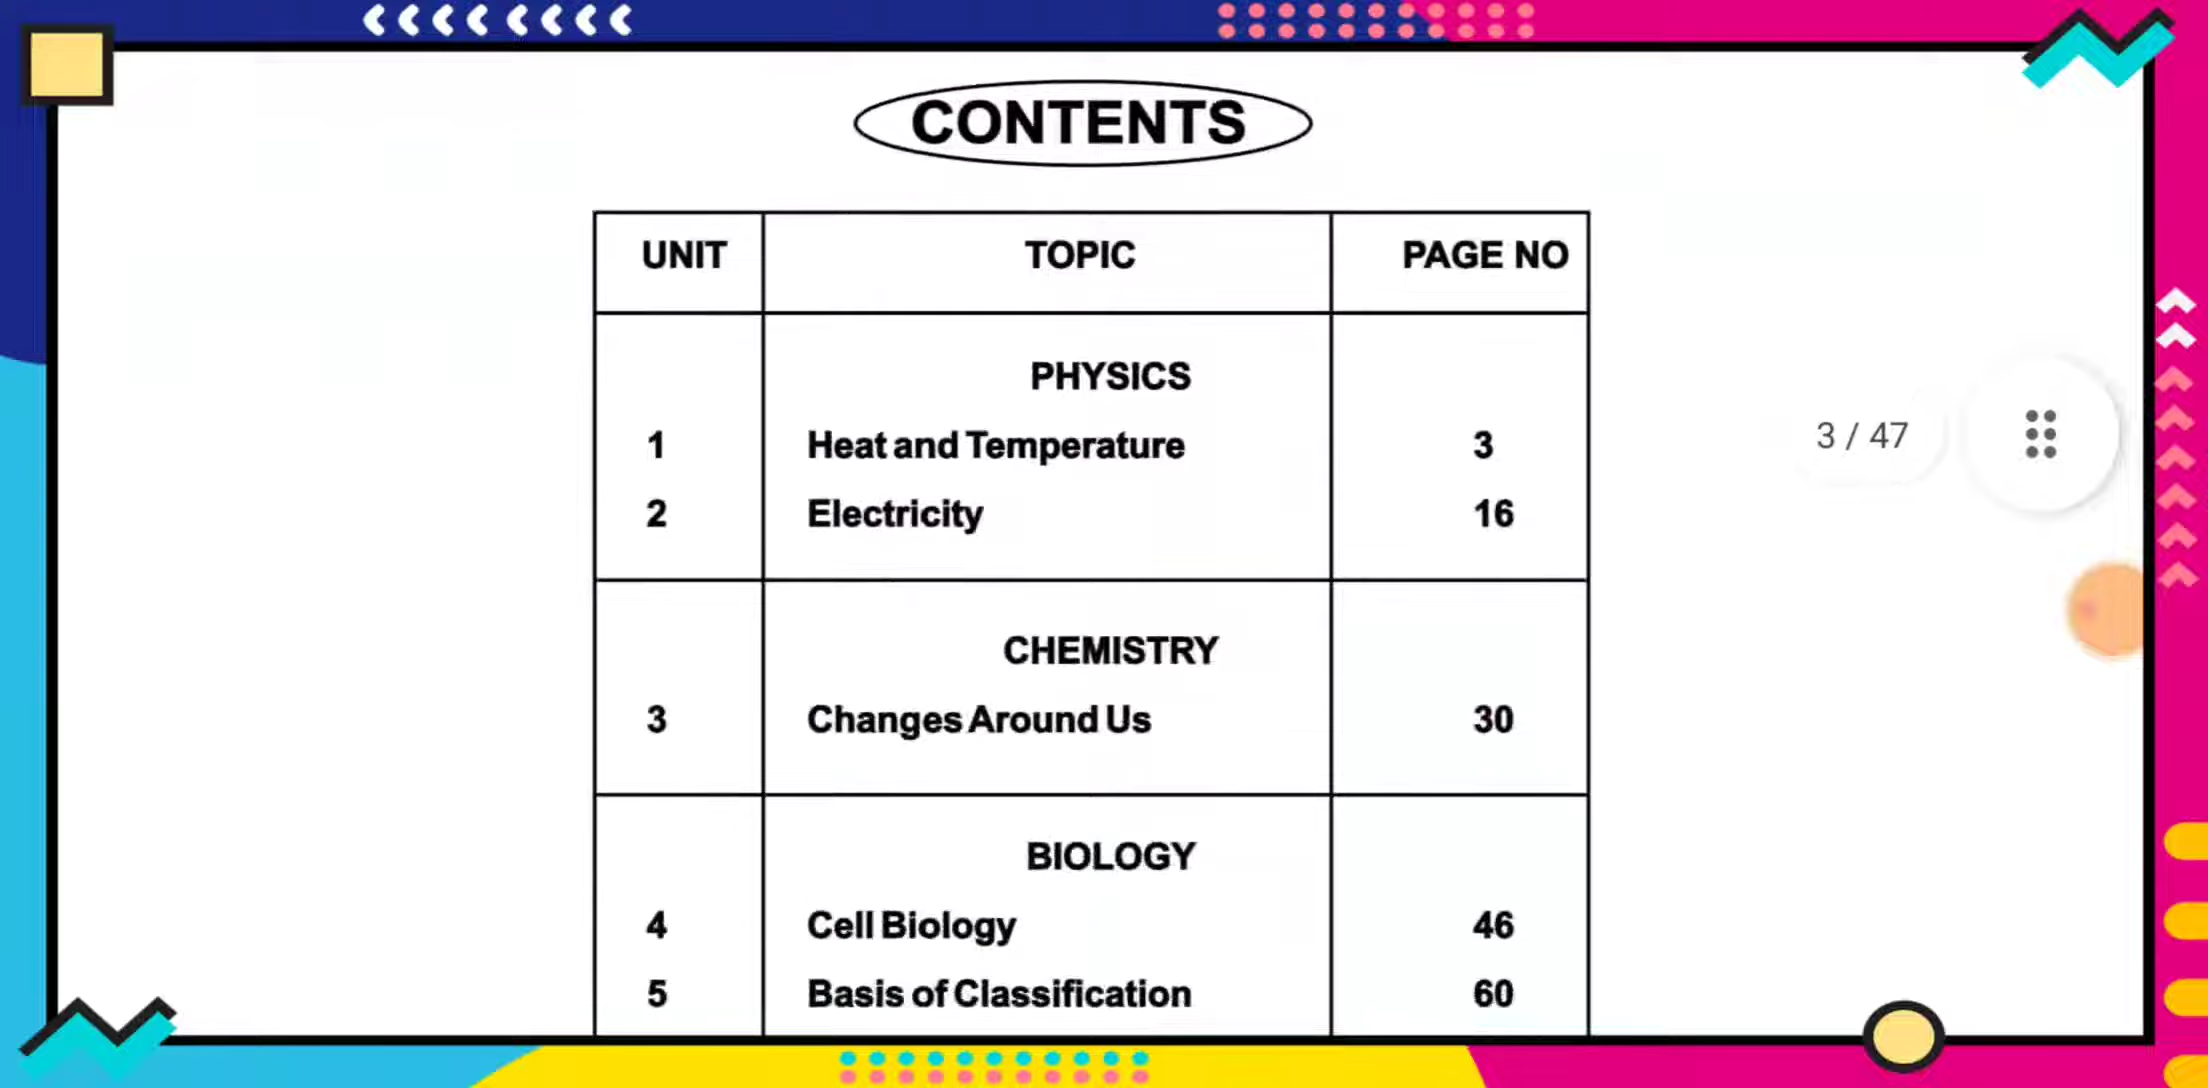 CONTENTS
UNIT TOPIC PAGE NO
PHYSICS
1 Heat and Temperature 3
2 Electricity 16
3 / 47
CHEMISTRY
3 Changes Around Us 30
BIOLOGY
4 Cell Biology 46
5 Basis of Classification 60